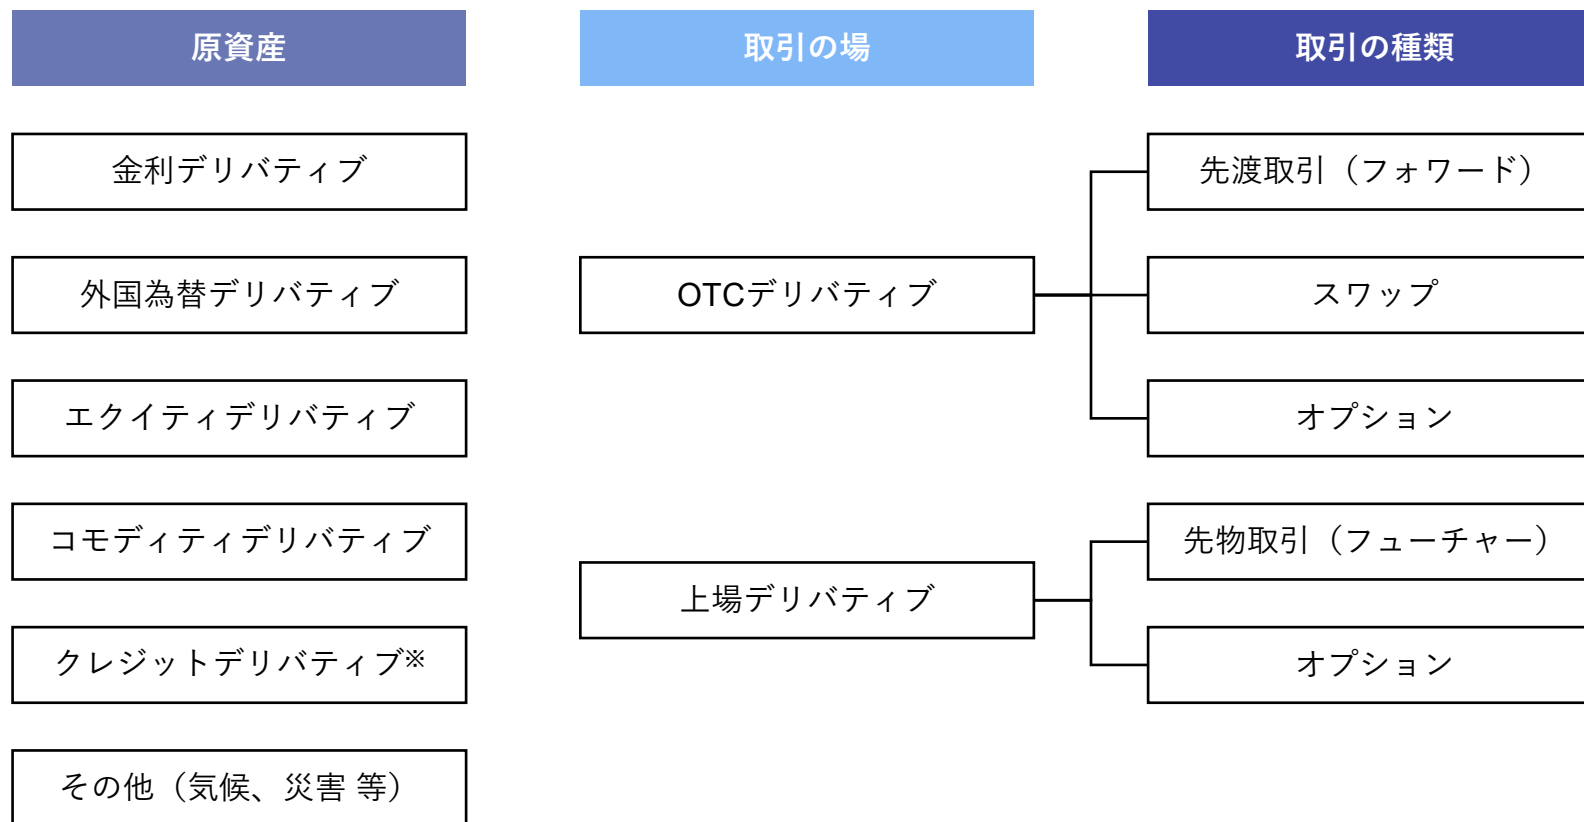 原資産
金利デリバティブ
外国為替デリバティブ
エクイティデリバティブ
コモディティデリバティブ
クレジットデリバティブ※
その他（気候、災害 等）
取引の場
OTCデリバティブ
上場デリバティブ
取引の種類
先渡取引（フォワード）
スワップ
オプション
先物取引（フューチャー）
オプション